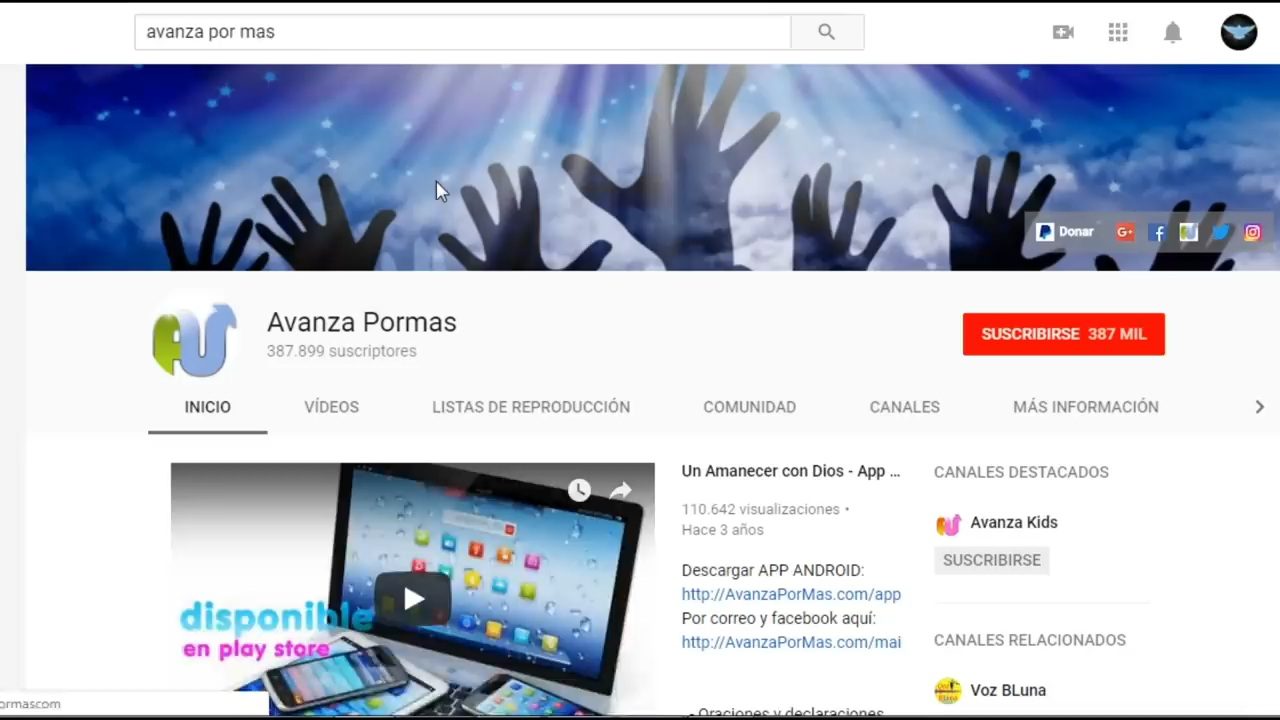 avanza por mas
Donar
Avanza Pormas
387.899 suscriptores
SUSCRIBIRSE 387 MIL
INICIO
VÍDEOS
LISTAS DE REPRODUCCIÓN
COMUNIDAD
CANALES
MÁS INFORMACIÓN
disponible
en play store
Un Amanecer con Dios - App ...
110.642 visualizaciones •
Hace 3 años
Descargar APP ANDROID:
http://AvanzaPorMas.com/app
Por correo y facebook aquí:
http://AvanzaPorMas.com/mai
- Oraciones y declaraciones
CANALES DESTACADOS
Avanza Kids
SUSCRIBIRSE
CANALES RELACIONADOS
Voz BLuna
ormascom